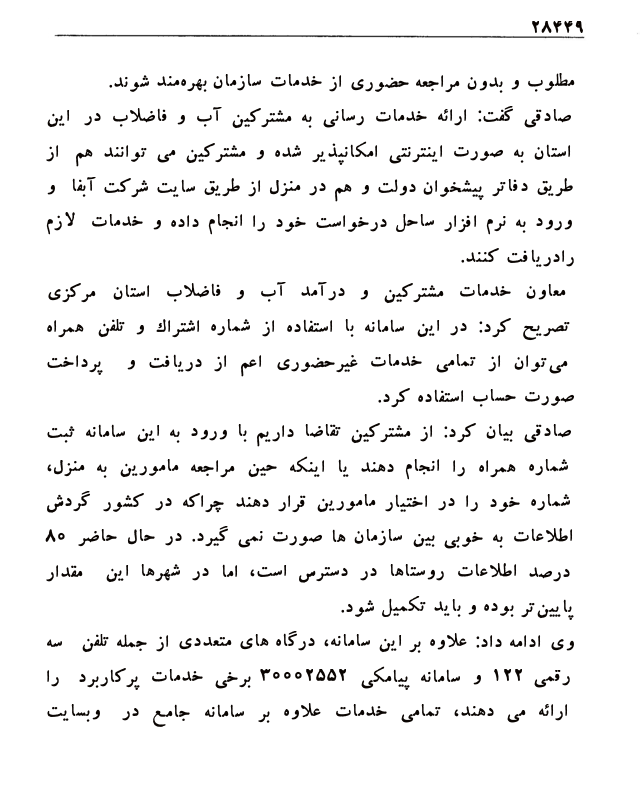 ۲۸۴۴۹
مطلوب و بدون مراجعه حضوری از خدمات سازمان بهره‌مند شوند.
صادقی گفت: ارائه خدمات رسانی به مشترکین آب و فاضلاب در این
استان به صورت اینترنتی امکانپذیر شده و مشترکین می توانند هم از
طریق دفاتر پیشخوان دولت و هم در منزل از طریق سایت شرکت آبفا و
ورود به نرم افزار ساحل درخواست خود را انجام داده و خدمات لازم
رادریافت کنند.
معاون خدمات مشترکین و درآمد آب و فاضلاب استان مرکزی
تصریح کرد: در این سامانه با استفاده از شماره اشتراك و تلفن همراه
می‌توان از تمامی خدمات غیرحضوری اعم از دریافت و پرداخت
صورت حساب استفاده کرد.
صادقی بیان کرد: از مشترکین تقاضا داریم با ورود به این سامانه ثبت
شماره همراه را انجام دهند یا اینکه حین مراجعه مامورین به منزل،
شماره خود را در اختیار مامورین قرار دهند چراکه در کشور گردش
اطلاعات به خوبی بین سازمان ها صورت نمی گیرد. در حال حاضر ۸۰
درصد اطلاعات روستاها در دسترس است، اما در شهرها این مقدار
پایین‌تر بوده و باید تکمیل شود.
وی ادامه داد: علاوه بر این سامانه، درگاه های متعددی از جمله تلفن سه
رقمی ۱۲۲ و سامانه پیامکی ۳۰۰۰۲۵۵۲ برخی خدمات پرکاربرد را
ارائه می دهند، تمامی خدمات علاوه بر سامانه جامع در وبسایت